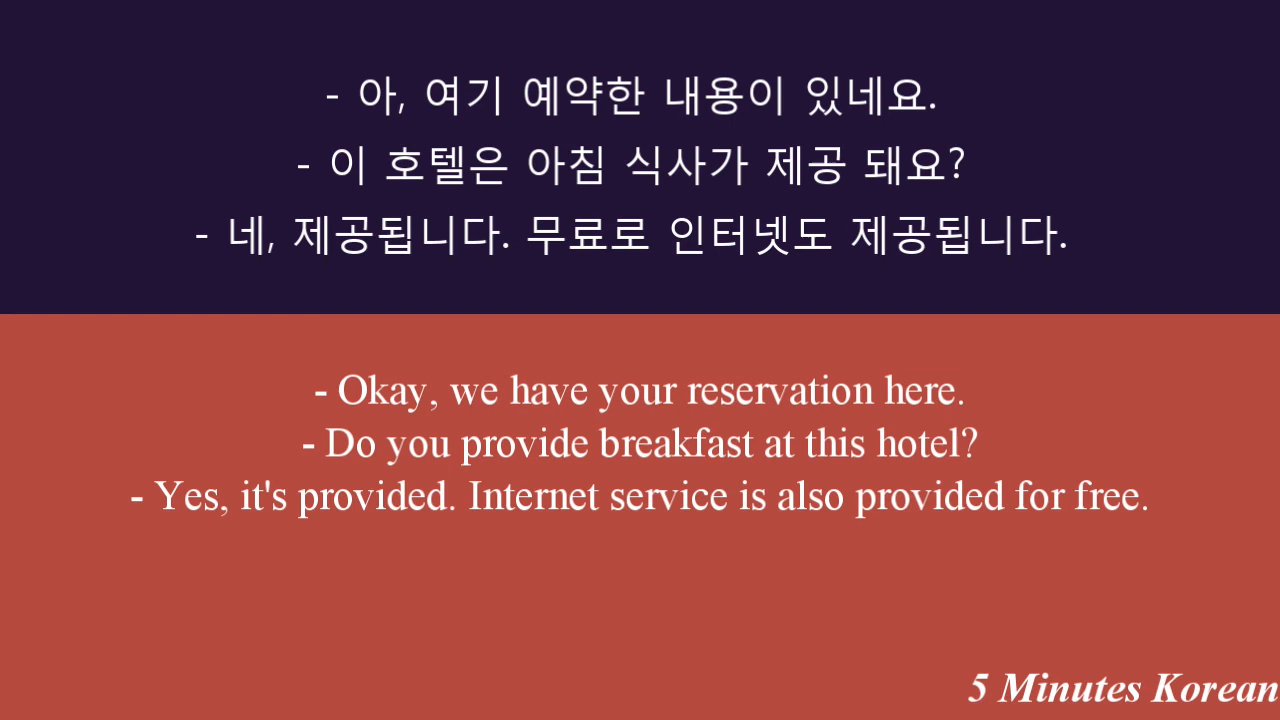 - 아, 여기 예약한 내용이 있네요.
- 이 호텔은 아침 식사가 제공 돼요?
- 네, 제공됩니다. 무료로 인터넷도 제공됩니다.
- Okay, we have your reservation here.
- Do you provide breakfast at this hotel?
- Yes, it's provided. Internet service is also provided for free.
5 Minutes Korean